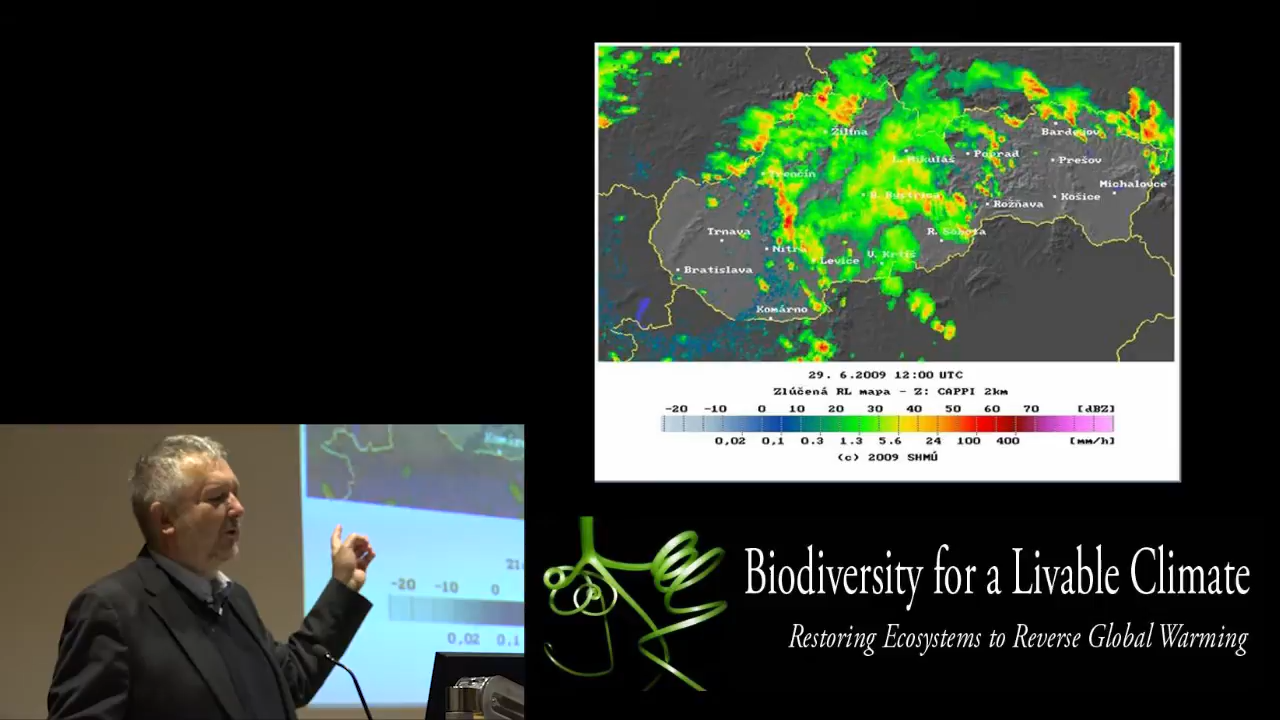 Žilina
Bardejov
L. Mikuláš
Poprad
Prešov
Trenčín
Michalovce
B. Bystrica
Košice
Rožňava
Trnava
R. Sobota
Nitra
V. Krtíš
Levice
Bratislava
Komárno
29. 6.2009 12:00 UTC
Zlúčená RL mapa - Z: CAPPI 2km
-20 -10 0 10 20 30 40 50 60 70 [dBZ]
0,02 0,1 0.3 1.3 5.6 24 100 400 [mm/h]
(c) 2009 SHMÚ
Zl
-20 -10 0
0,02 0.1
Biodiversity for a Livable Climate
Restoring Ecosystems to Reverse Global Warming